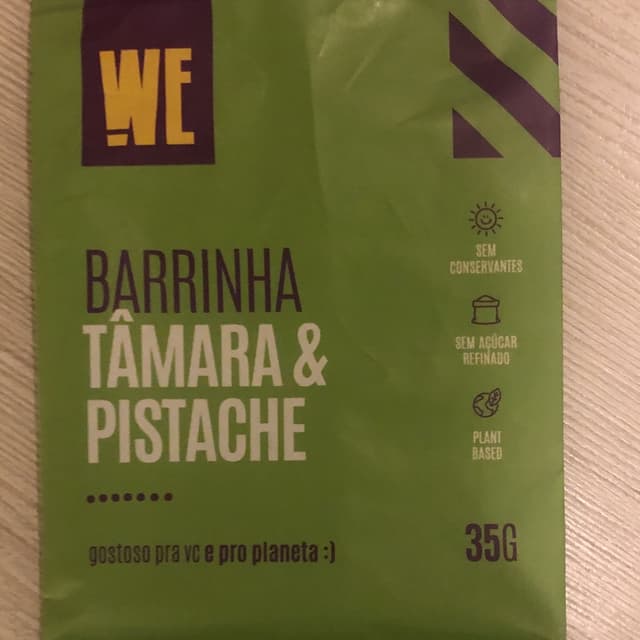 WE
BARRINHA
TÂMARA &
PISTACHE
gostoso pra vc e pro planeta :)
SEM
CONSERVANTES
SEM AÇÚCAR
REFINADO
PLANT
BASED
35G